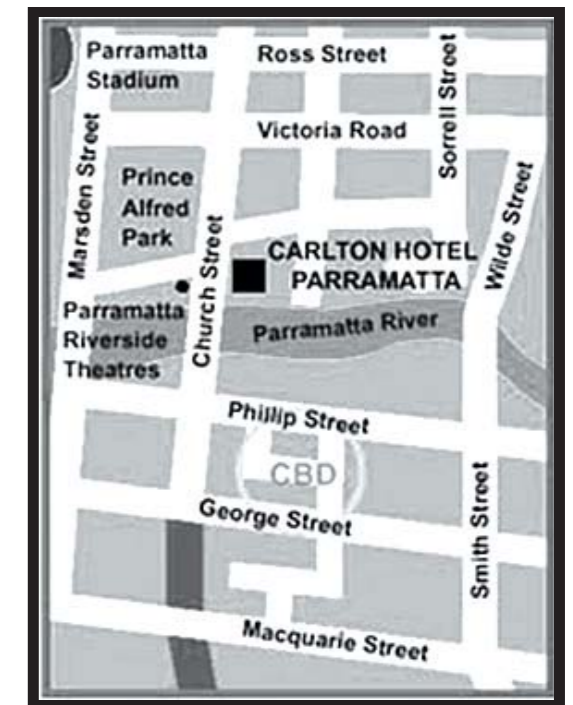 Parramatta
Stadium
Ross Street
Sorrell Street
Victoria Road
Marsden Street
Prince
Alfred
Park
Church Street
Wilde Street
CARLTON HOTEL
PARRAMATTA
Parramatta
Riverside
Theatres
Parramatta River
Phillip Street
CBD
George Street
Smith Street
Macquarie Street